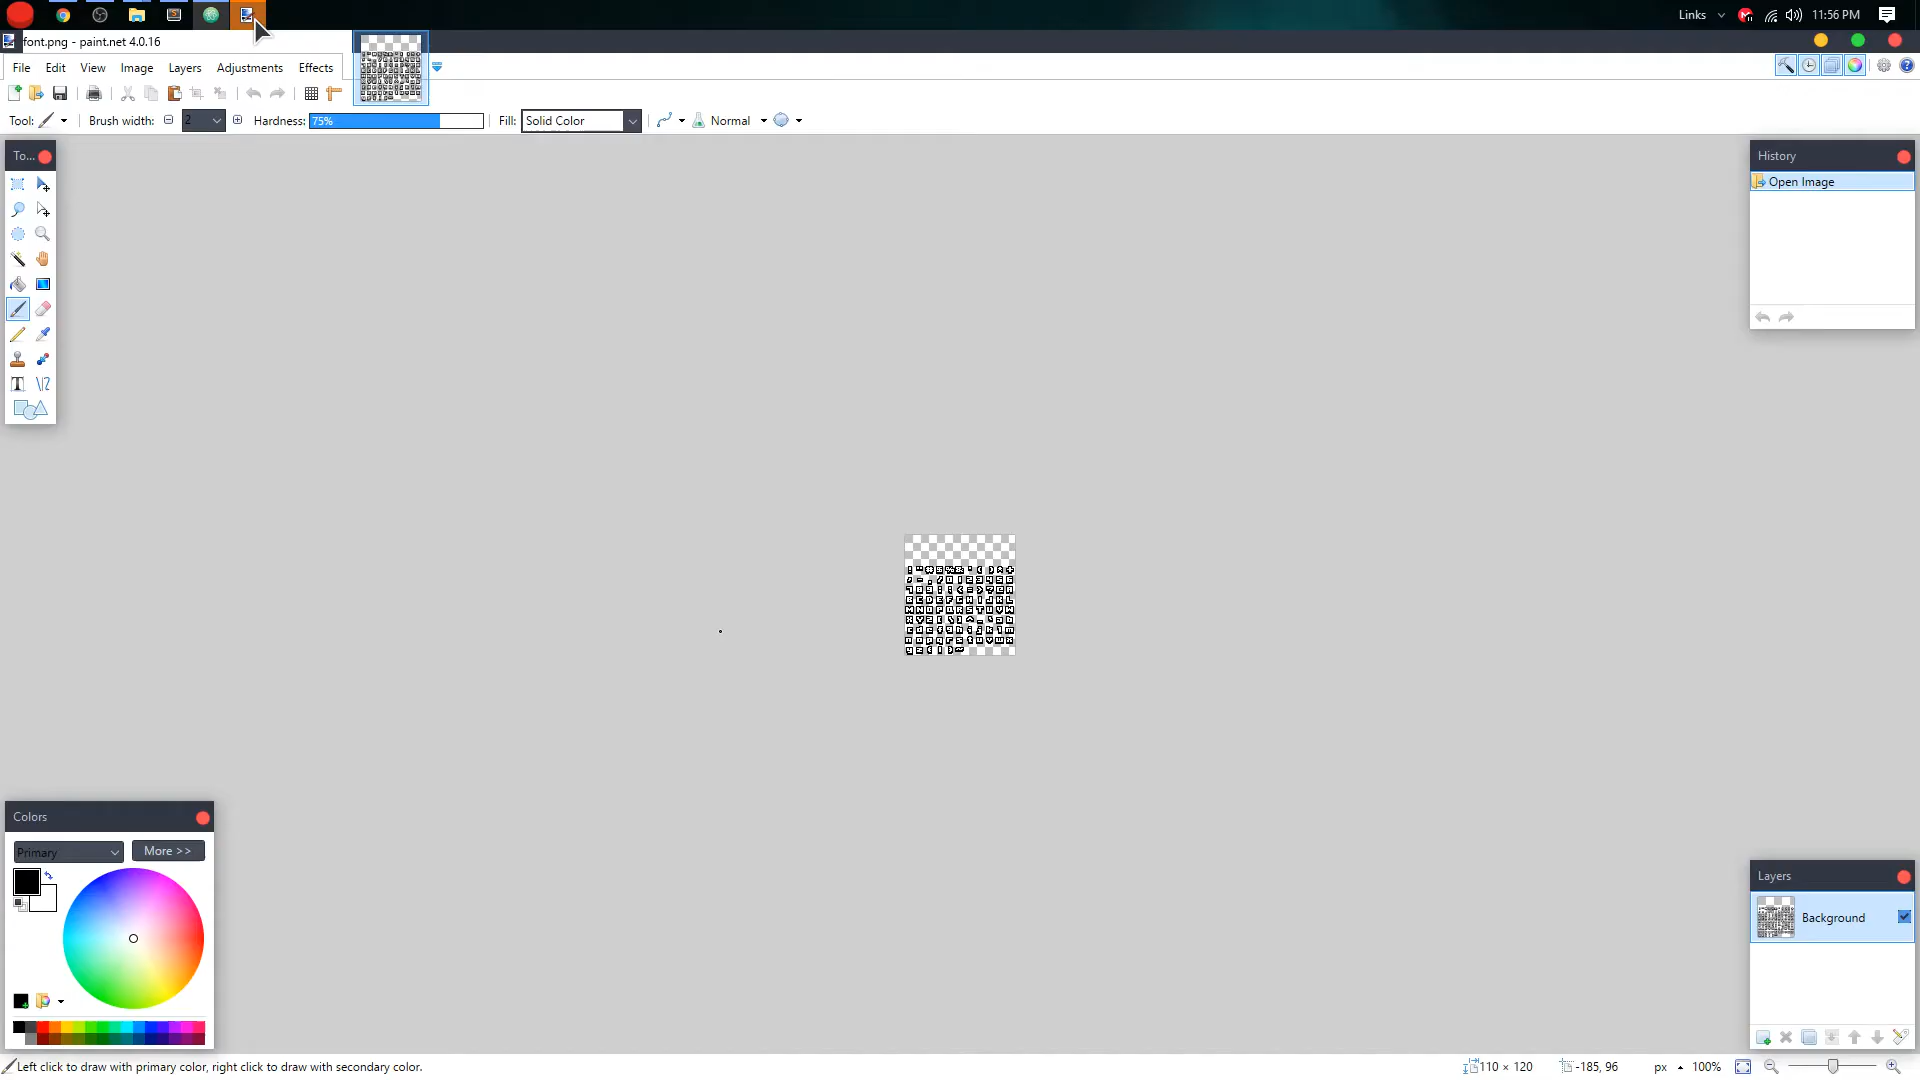 Links 11:56 PM
font.png - paint.net 4.0.16
File Edit View Image Layers Adjustments Effects
Tool: Brush width: 2 Hardness: 75% Fill: Solid Color Normal
To...
History
Open Image
Colors
Primary More >>
Layers
Background
Left click to draw with primary color, right click to draw with secondary color. 110 × 120 -185, 96 px 100%